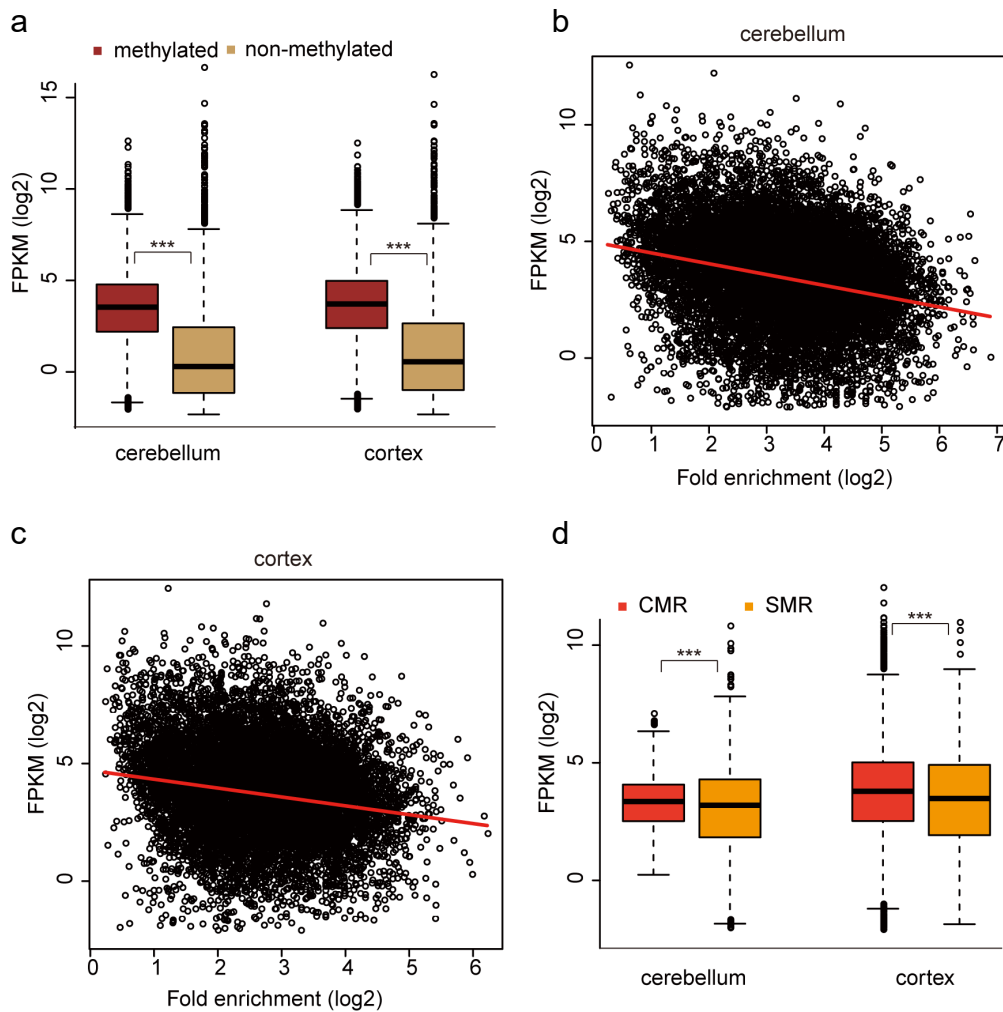 a
methylated non-methylated
FPKM (log2)
15
10
5
0
***
***
cerebellum cortex
b
cerebellum
FPKM (log2)
10
5
0
0 1 2 3 4 5 6 7
Fold enrichment (log2)
c
cortex
FPKM (log2)
10
5
0
0 1 2 3 4 5 6
Fold enrichment (log2)
d
CMR SMR
FPKM (log2)
10
5
0
***
***
cerebellum cortex